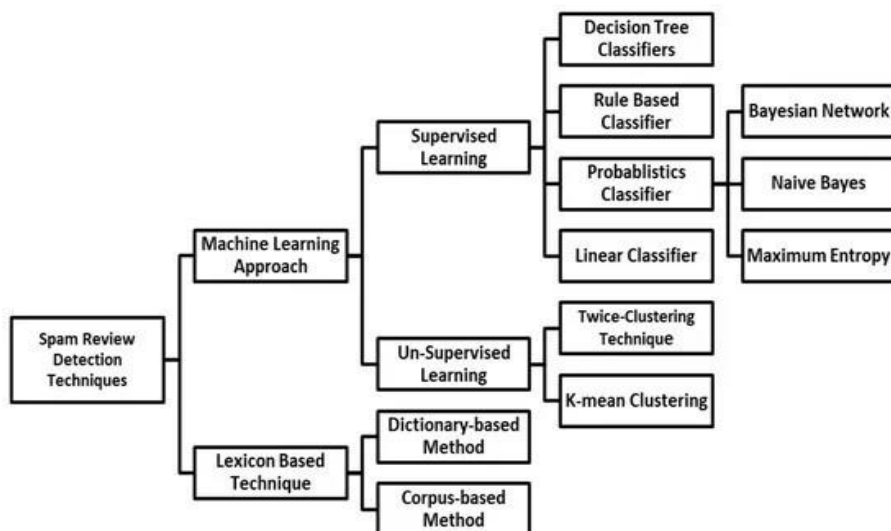 Spam Review
Detection
Techniques
Machine Learning
Approach
Supervised
Learning
Decision Tree
Classifiers
Rule Based
Classifier
Probablistics
Classifier
Bayesian Network
Naive Bayes
Maximum Entropy
Linear Classifier
Un-Supervised
Learning
Twice-Clustering
Technique
K-mean Clustering
Lexicon Based
Technique
Dictionary-based
Method
Corpus-based
Method